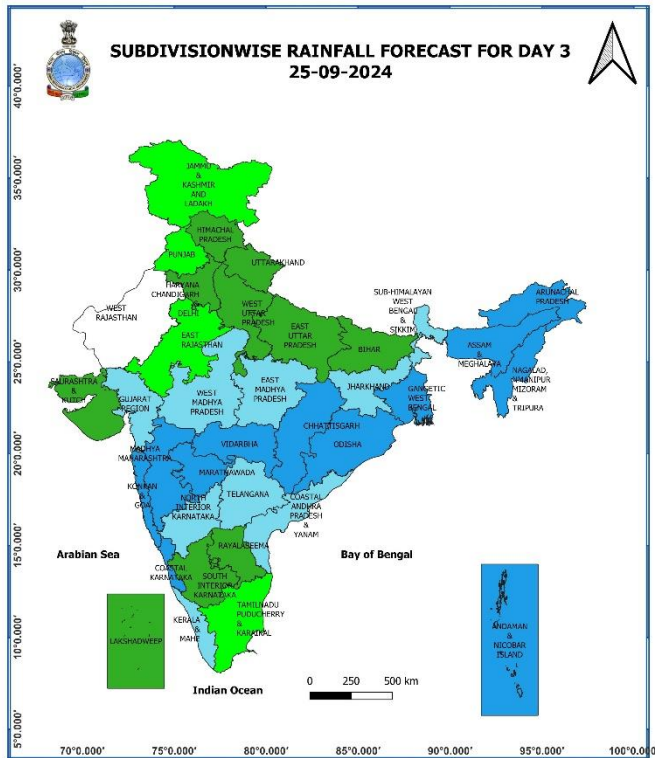 SUBDIVISIONWISE RAINFALL FORECAST FOR DAY 3
25-09-2024
40°0.000'
35°0.000'
30°0.000'
25°0.000'
20°0.000'
15°0.000'
10°0.000'
5°0.000'
JAMMU
&
KASHMIR
AND
LADAKH
HIMACHAL
PRADESH
PUNJAB
UTTARAKHAND
HARYANA
CHANDIGARH
&
DELHI
WEST
RAJASTHAN
WEST
UTTAR
PRADESH
EAST
UTTAR
PRADESH
EAST
RAJASTHAN
BIHAR
SUB-HIMALAYAN
WEST
BENGAL
&
SIKKIM
ARUNACHAL
PRADESH
ASSAM
&
MEGHALAYA
NAGALAD,
MANIPUR
MIZORAM
&
TRIPURA
SAURASHTRA
&
KUTCH
GUJARAT
REGION
WEST
MADHYA
PRADESH
EAST
MADHYA
PRADESH
JHARKHAND
GANGETIC
WEST
BENGAL
CHHATTISGARH
ODISHA
VIDARBHA
MADHYA
MAHARASHTRA
MARATHAWADA
KONKAN
&
GOA
NORTH
INTERIOR
KARNATAKA
TELANGANA
COASTAL
ANDHRA
PRADESH
&
YANAM
RAYALASEEMA
COASTAL
KARNATAKA
SOUTH
INTERIOR
KARNATAKA
KERALA
&
MAHE
TAMILNADU
PUDUCHERRY
&
KARAIKAL
LAKSHADWEEP
ANDAMAN
&
NICOBAR
ISLAND
Arabian Sea
Bay of Bengal
Indian Ocean
0 250 500 km
70°0.000' 75°0.000' 80°0.000' 85°0.000' 90°0.000' 95°0.000' 100°0.000'